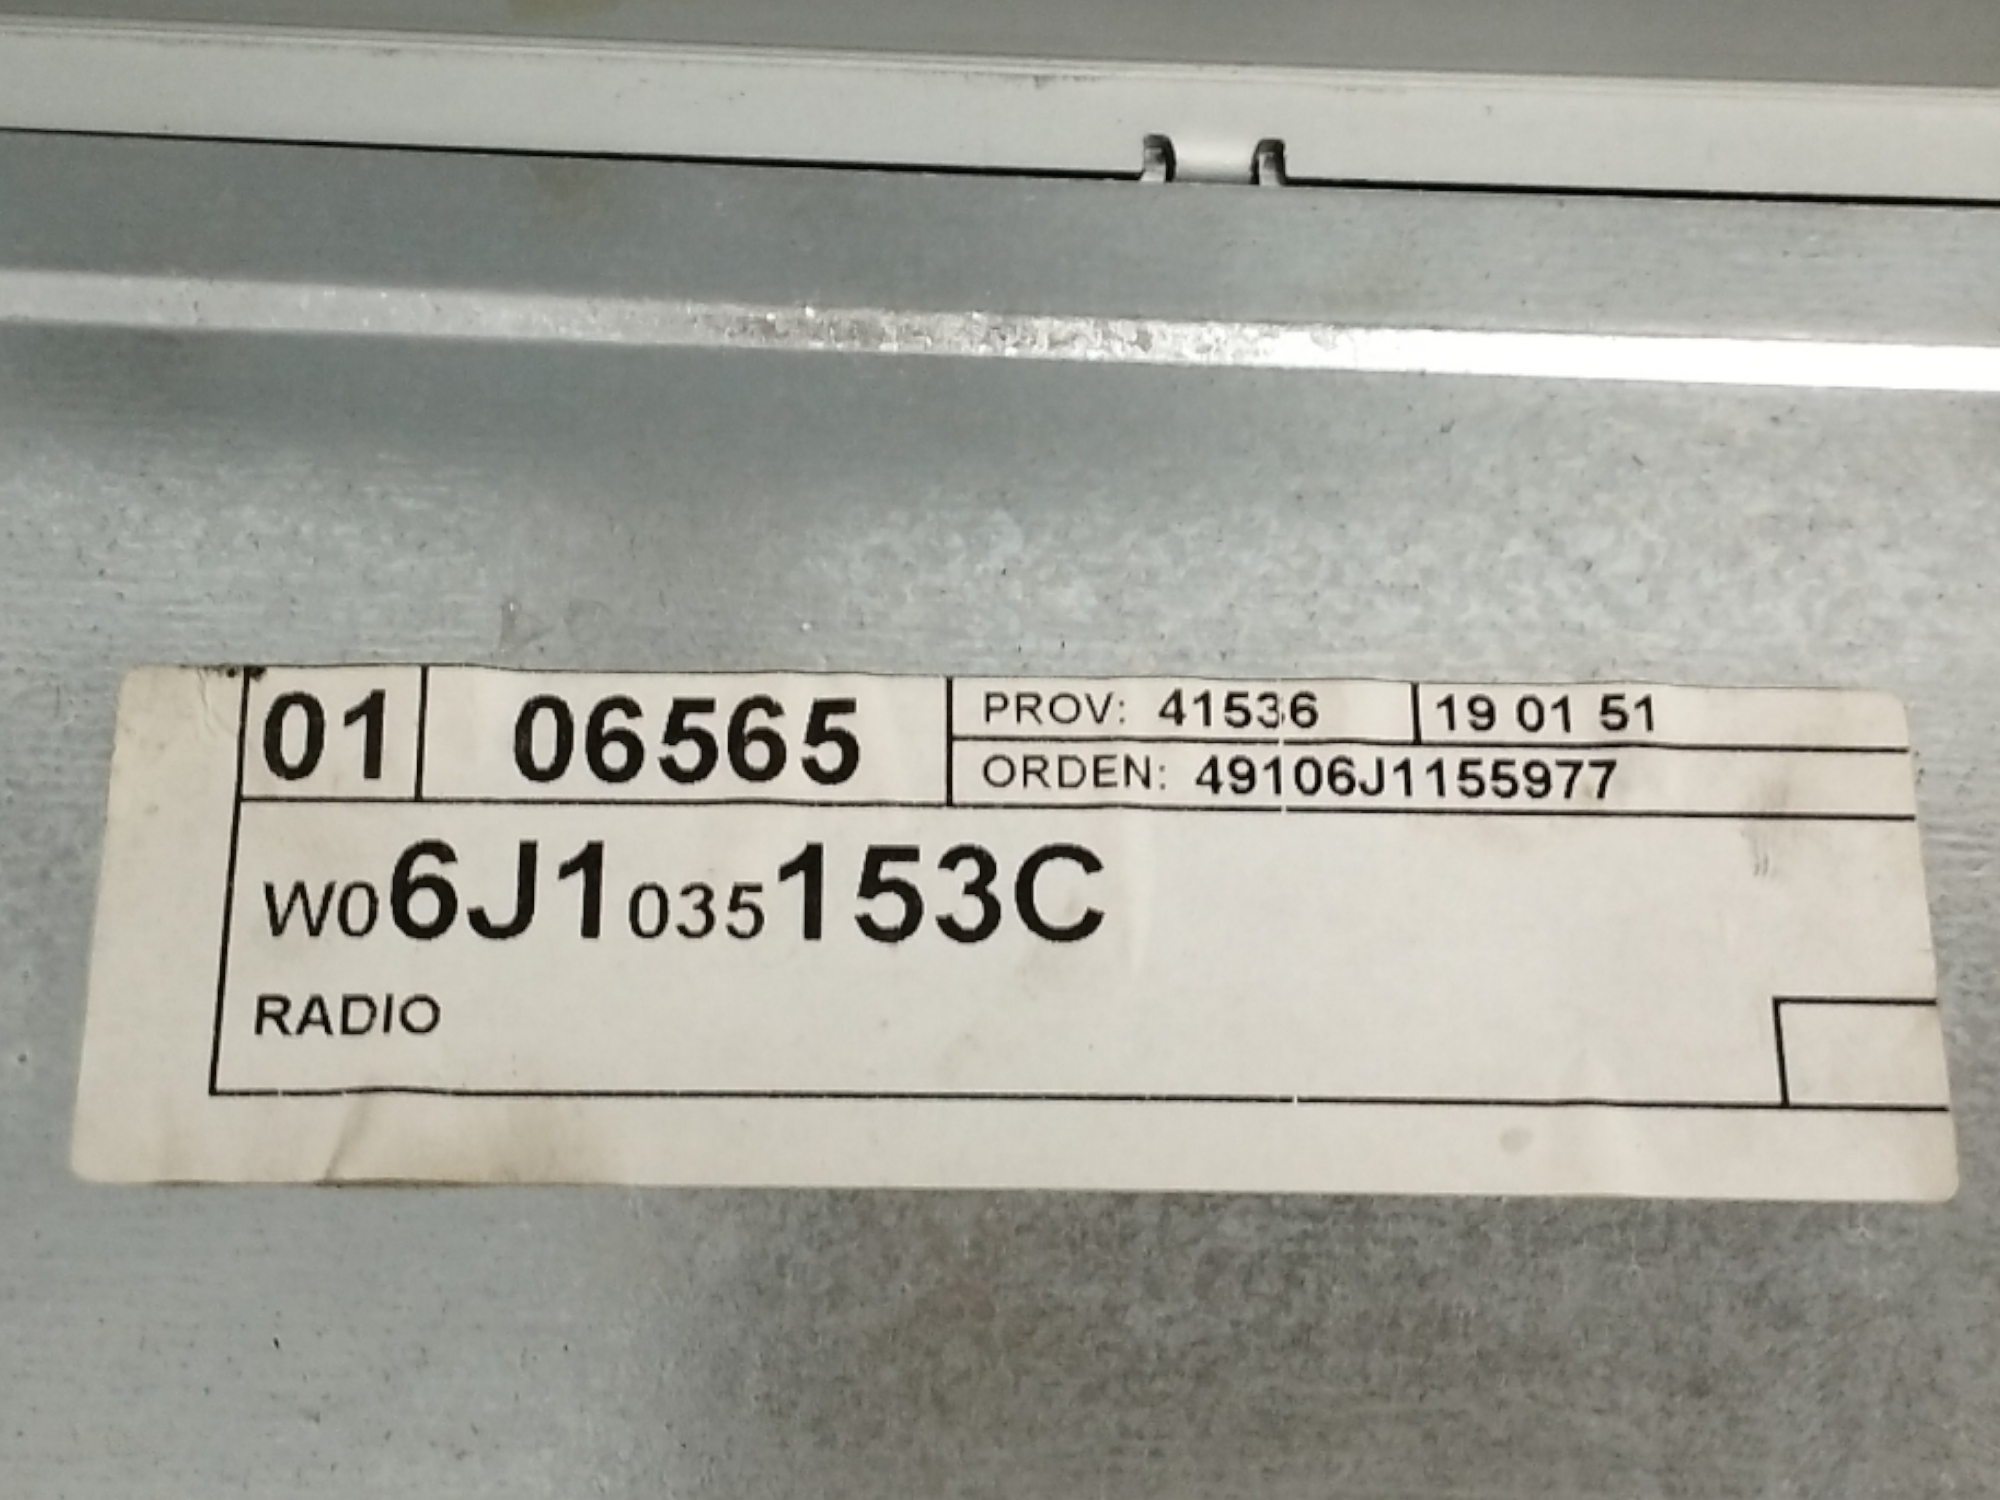 01 06565 PROV: 41536 19 01 51
ORDEN: 49106J1155977
W06J1035153C
RADIO